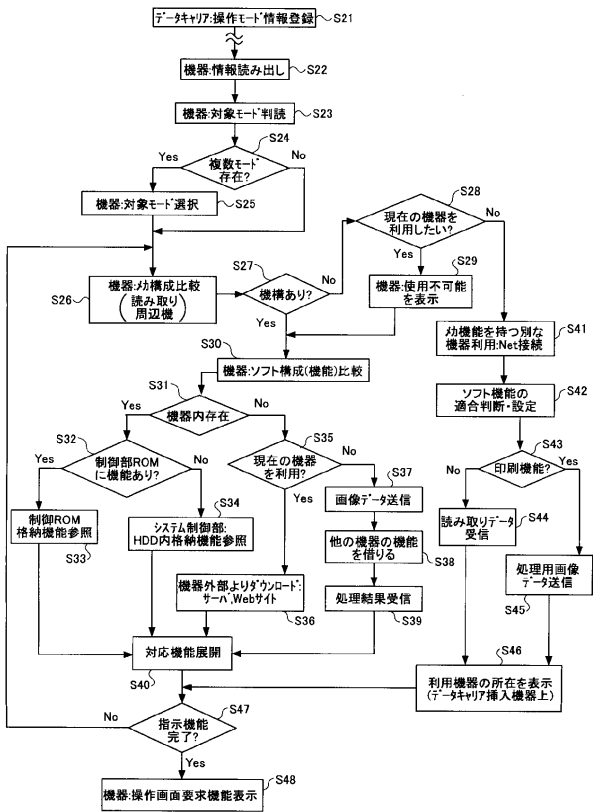 データキャリア:操作モード情報登録
S21
機器:情報読み出し
S22
機器:対象モード判読
S23
S24
複数モード
存在?
Yes
No
機器:対象モード選択
S25
機器:メカ構成比較
(読み取り
周辺機)
S26
S27
機構あり?
No
Yes
S28
現在の機器を
利用したい?
No
Yes
S29
機器:使用不可能
を表示
S30
機器:ソフト構成(機能)比較
S31
機器内存在
Yes
No
S32
制御部ROM
に機能あり?
Yes
No
制御ROM
格納機能参照
S33
S34
システム制御部:
HDD内格納機能参照
S35
現在の機器
を利用?
No
Yes
機器外部よりダウンロード:
サーバ,Webサイト
S36
S37
画像データ送信
他の機器の機能
を借りる
S38
処理結果受信
S39
対応機能展開
S40
メカ機能を持つ別な
機器利用:Net接続
S41
ソフト機能の
適合判断・設定
S42
S43
印刷機能?
No
Yes
S44
読み取りデータ
受信
処理用画像
データ送信
S45
S46
利用機器の所在を表示
(データキャリア挿入機器上)
S47
指示機能
完了?
No
Yes
機器:操作画面要求機能表示
S48